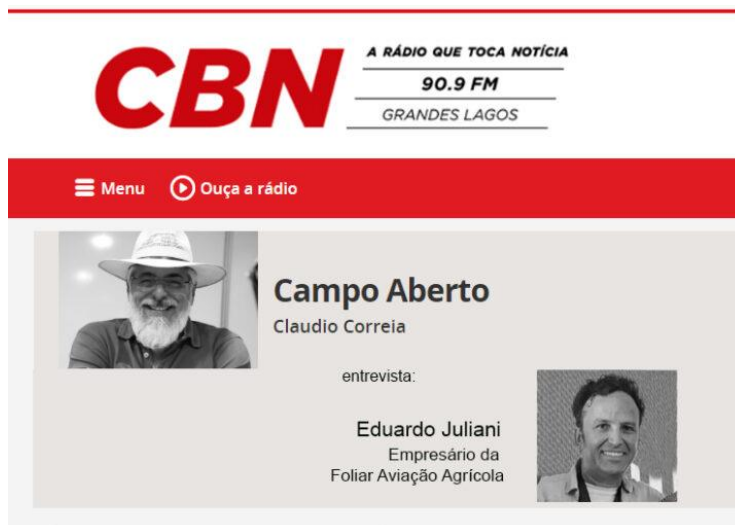 CBN
A RÁDIO QUE TOCA NOTÍCIA
90.9 FM
GRANDES LAGOS
Menu
Ouça a rádio
Campo Aberto
Claudio Correia
entrevista:
Eduardo Juliani
Empresário da
Foliar Aviação Agrícola